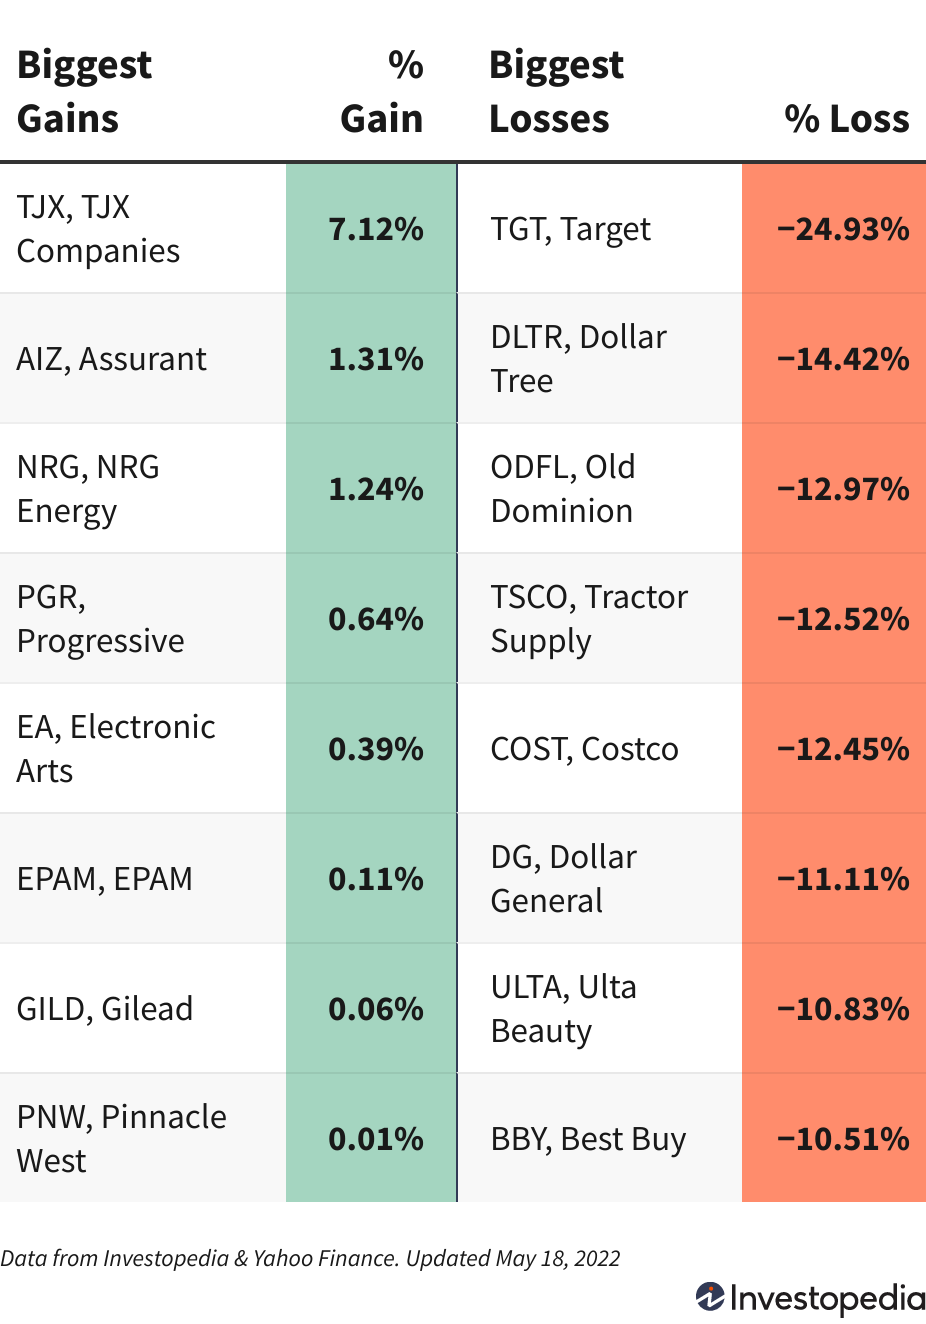 Biggest Gains % Gain Biggest Losses % Loss
TJX, TJX Companies 7.12% TGT, Target −24.93%
AIZ, Assurant 1.31% DLTR, Dollar Tree −14.42%
NRG, NRG Energy 1.24% ODFL, Old Dominion −12.97%
PGR, Progressive 0.64% TSCO, Tractor Supply −12.52%
EA, Electronic Arts 0.39% COST, Costco −12.45%
EPAM, EPAM 0.11% DG, Dollar General −11.11%
GILD, Gilead 0.06% ULTA, Ulta Beauty −10.83%
PNW, Pinnacle West 0.01% BBY, Best Buy −10.51%
Data from Investopedia & Yahoo Finance. Updated May 18, 2022
Investopedia